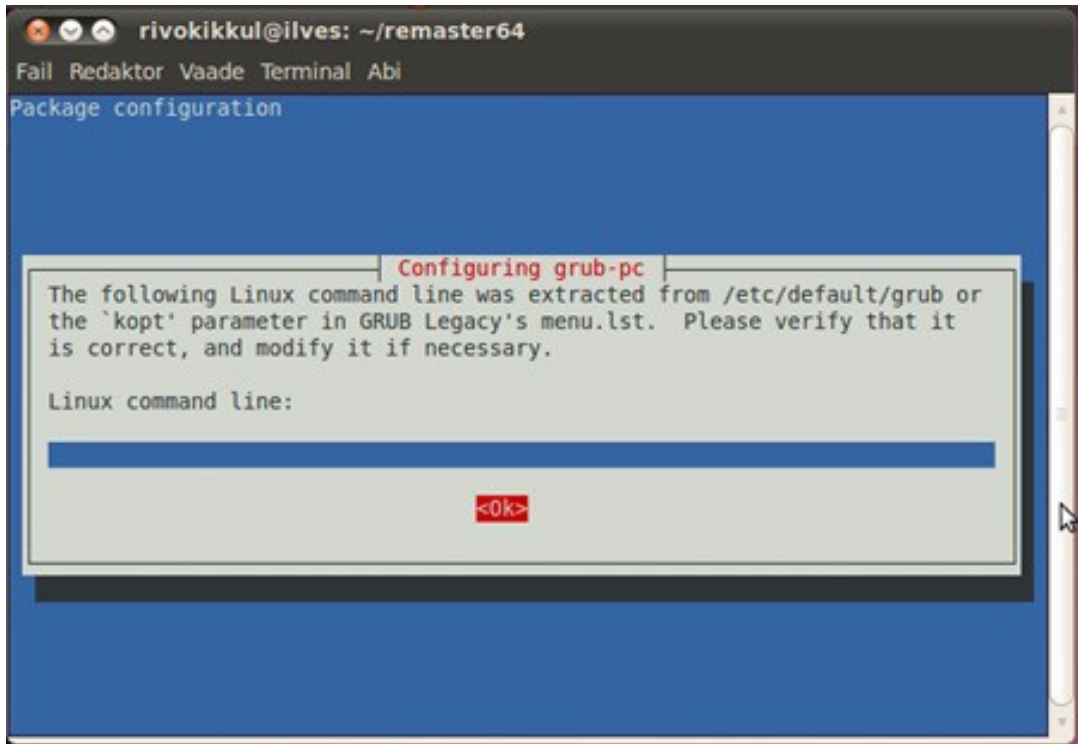 rivokikkul@ilves: ~/remaster64
Fail Redaktor Vaade Terminal Abi
Package configuration
Configuring grub-pc
The following Linux command line was extracted from /etc/default/grub or
the `kopt' parameter in GRUB Legacy's menu.lst.  Please verify that it
is correct, and modify it if necessary.
Linux command line:
<Ok>